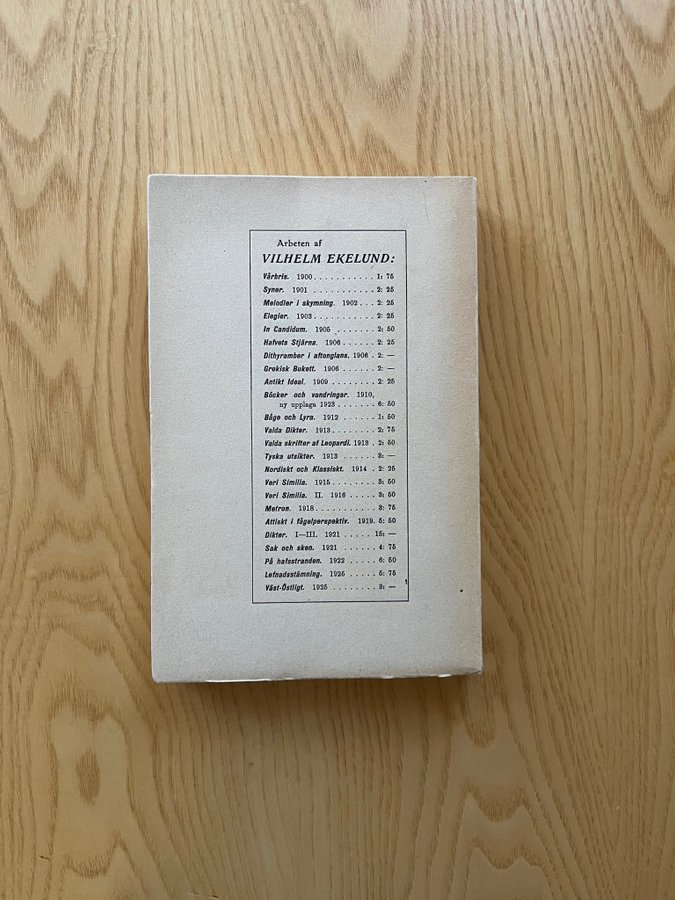 Arbeten af
VILHELM EKELUND:
Vårbris. 1900 . . . . . . . . . . . 1: 75
Syner. 1901 . . . . . . . . . . . 2: 25
Melodier i skymning. 1902 . . . 2: 25
Elegier. 1903 . . . . . . . . . . . 2: 25
In Candidum. 1905 . . . . . . . 2: 50
Hafvets Stjärna. 1906 . . . . . . 2: 25
Dithyramber i aftonglans. 1906 . 2: —
Grekisk Bukett. 1906 . . . . . . 2: —
Antikt Ideal. 1909 . . . . . . . . 2: 25
Böcker och vandringar. 1910,
ny upplaga 1923 . . . . . . . 6: 50
Båge och Lyra. 1912 . . . . . . 1: 50
Valda Dikter. 1913 . . . . . . . . 2: 75
Valda skrifter af Leopardi. 1913 . 2: 50
Tyska utsikter. 1913 . . . . . . 3: —
Nordiskt och Klassiskt. 1914 . 2: 25
Veri Similia. 1915 . . . . . . . . 3: 50
Veri Similia. II. 1916 . . . . . 3: 50
Metron. 1918 . . . . . . . . . . . 3: 75
Attiskt i fågelperspektiv. 1919. 5: 50
Dikter. I—III. 1921 . . . . . 15: —
Sak och sken. 1921 . . . . . . 4: 75
På hafsstranden. 1922 . . . . . 6: 50
Lefnadsstämning. 1925 . . . . . 5: 75
Väst-Östligt. 1925 . . . . . . . . 3: —